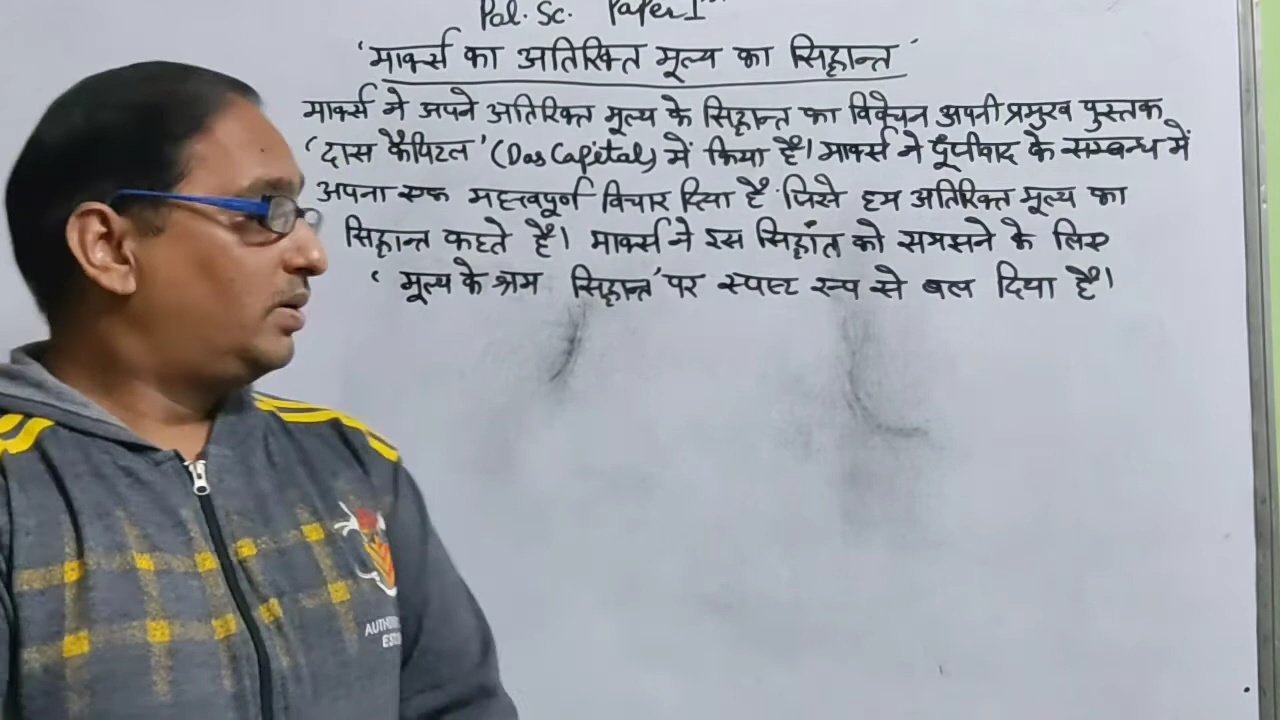 Pol. Sc. Paper I
'मार्क्स का अतिरिक्त मूल्य का सिद्धान्त'
मार्क्स ने अपने अतिरिक्त मूल्य के सिद्धान्त का विवेचन अपनी प्रमुख पुस्तक
'दास कैपिटल' (Das Capital) में किया है। मार्क्स ने पूँजीवाद के सम्बन्ध में
अपना एक महत्वपूर्ण विचार दिया है जिसे हम अतिरिक्त मूल्य का
सिद्धान्त कहते हैं। मार्क्स ने इस सिद्धांत को समझने के लिए
'मूल्य के श्रम सिद्धान्त' पर स्पष्ट रूप से बल दिया है।